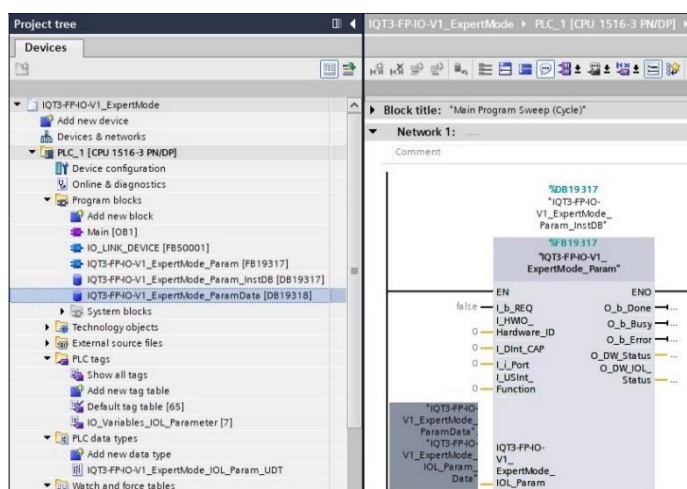 Project tree
Devices
IQT3-FP-IO-V1_ExpertMode
Add new device
Devices & networks
PLC_1 [CPU 1516-3 PN/DP]
Device configuration
Online & diagnostics
Program blocks
Add new block
Main [OB1]
IO_LINK_DEVICE [FB50001]
IQT3-FP-IO-V1_ExpertMode_Param [FB19317]
IQT3-FP-IO-V1_ExpertMode_Param_InstDB [DB19317]
IQT3-FP-IO-V1_ExpertMode_ParamData [DB19318]
System blocks
Technology objects
External source files
PLC tags
Show all tags
Add new tag table
Default tag table [65]
IO_Variables_IOL_Parameter [7]
PLC data types
Add new data type
IQT3-FP-IO-V1_ExpertMode_IOL_Param_UDT
Watch and force tables
IQT3-FP-IO-V1_ExpertMode ▸ PLC_1 [CPU 1516-3 PN/DP] ▸
Block title: "Main Program Sweep (Cycle)"
Network 1: ......
Comment
%DB19317
"IQT3-FP-IO-
V1_ExpertMode_
Param_InstDB"
%FB19317
"IQT3-FP-IO-V1_
ExpertMode_Param"
EN ENO
false I_b_REQ O_b_Done ...
I_HWIO_ O_b_Busy ...
0 Hardware_ID O_b_Error ...
0 I_DInt_CAP O_DW_Status ...
0 I_i_Port O_DW_IOL_
I_USInt_ Status ...
0 Function
"IQT3-FP-IO-
V1_ExpertMode_
ParamData".
"IQT3-FP-IO-
V1_ExpertMode_
IOL_Param_
Data"
IQT3-FP-IO-
V1_
ExpertMode_
IOL_Param